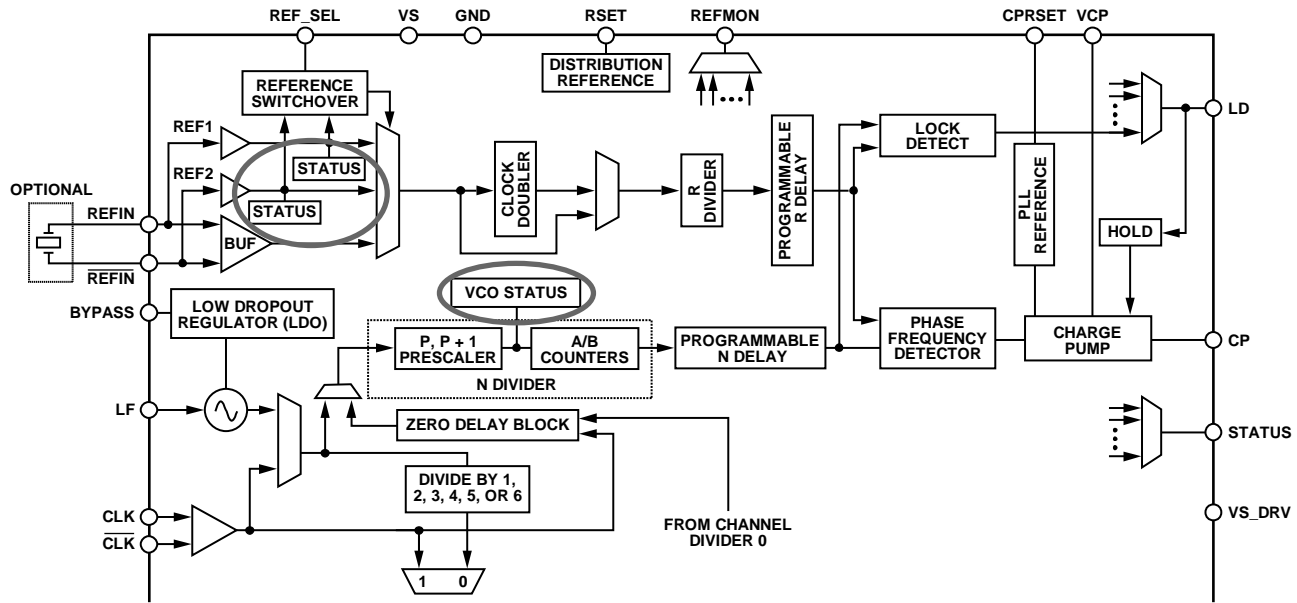 REF_SEL
VS
GND
RSET
REFMON
CPRSET
VCP
DISTRIBUTION
REFERENCE
REFERENCE
SWITCHOVER
LD
REF1
STATUS
LOCK
DETECT
REF2
OPTIONAL
STATUS
CLOCK
DOUBLER
R
DIVIDER
PROGRAMMABLE
R DELAY
PLL
REFERENCE
REFIN
BUF
HOLD
REFIN
VCO STATUS
BYPASS
LOW DROPOUT
REGULATOR (LDO)
P, P + 1
PRESCALER
A/B
COUNTERS
PROGRAMMABLE
N DELAY
PHASE
FREQUENCY
DETECTOR
CHARGE
PUMP
CP
N DIVIDER
LF
ZERO DELAY BLOCK
STATUS
DIVIDE BY 1,
2, 3, 4, 5, OR 6
CLK
CLK
FROM CHANNEL
DIVIDER 0
VS_DRV
1 0